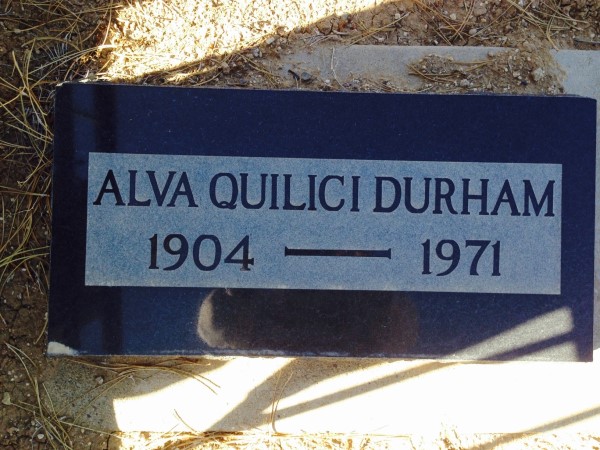 ALVA QUILICI DURHAM
1904 — 1971